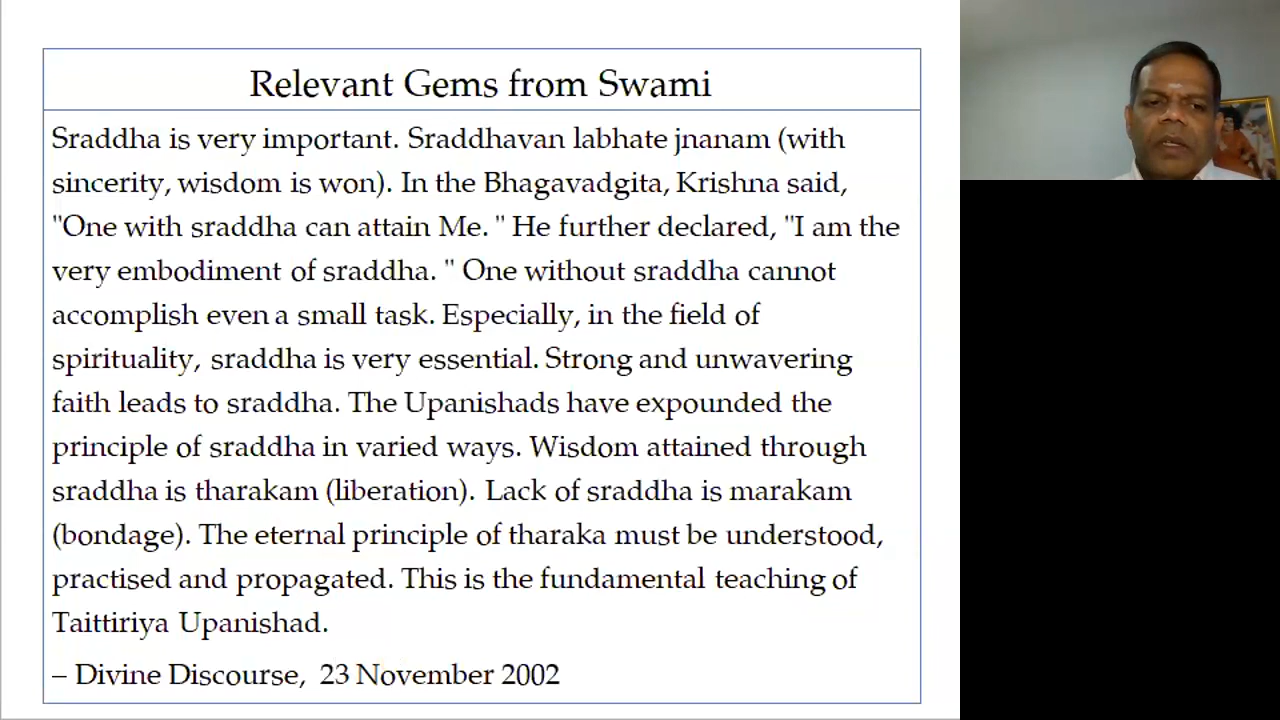 Relevant Gems from Swami
Sraddha is very important. Sraddhavan labhate jnanam (with
sincerity, wisdom is won). In the Bhagavadgita, Krishna said,
"One with sraddha can attain Me. " He further declared, "I am the
very embodiment of sraddha. " One without sraddha cannot
accomplish even a small task. Especially, in the field of
spirituality, sraddha is very essential. Strong and unwavering
faith leads to sraddha. The Upanishads have expounded the
principle of sraddha in varied ways. Wisdom attained through
sraddha is tharakam (liberation). Lack of sraddha is marakam
(bondage). The eternal principle of tharaka must be understood,
practised and propagated. This is the fundamental teaching of
Taittiriya Upanishad.
– Divine Discourse, 23 November 2002